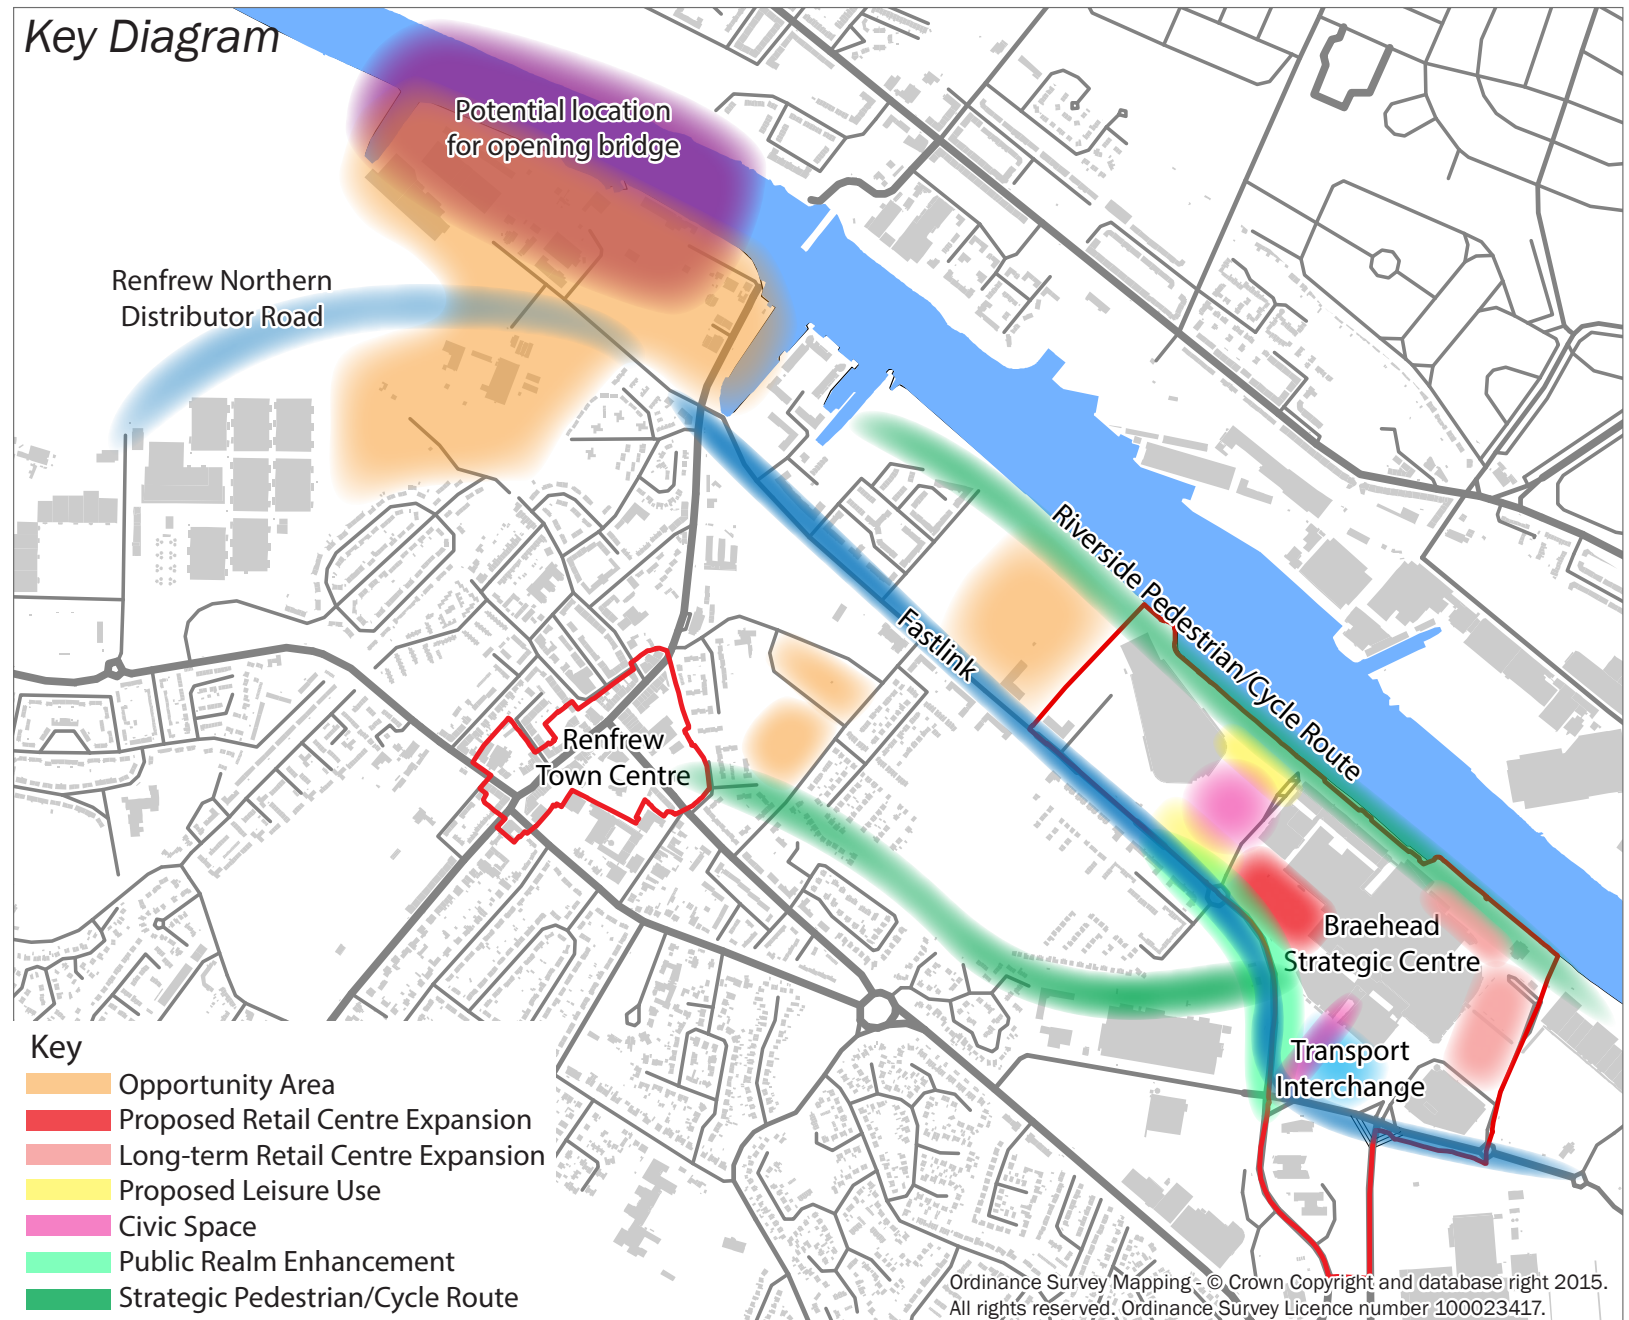 Key Diagram
Potential location
for opening bridge
Renfrew Northern
Distributor Road
Riverside Pedestrian/Cycle Route
Fastlink
Renfrew
Town Centre
Braehead
Strategic Centre
Transport
Interchange
Key
Opportunity Area
Proposed Retail Centre Expansion
Long-term Retail Centre Expansion
Proposed Leisure Use
Civic Space
Public Realm Enhancement
Strategic Pedestrian/Cycle Route
Ordinance Survey Mapping - © Crown Copyright and database right 2015.
All rights reserved. Ordinance Survey Licence number 100023417.